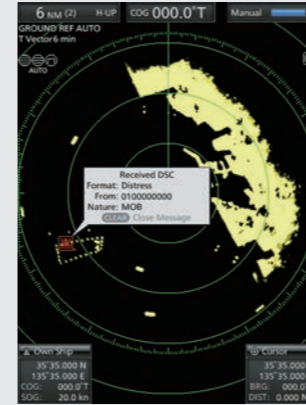 6 NM (2) H-UP COG 000.0°T Manual
GROUND REF AUTO
T Vector 6 min
AUTO
Received DSC
Format: Distress
From: 0100000000
Nature: MOB
CLEAR Close Message
Own Ship
35°35.000 N
135°35.000 E
COG: 000.0°T
SOG: 20.0 kn
Cursor
35°35.000
135°35.000
BRG: 000.0
DIST: 0.000